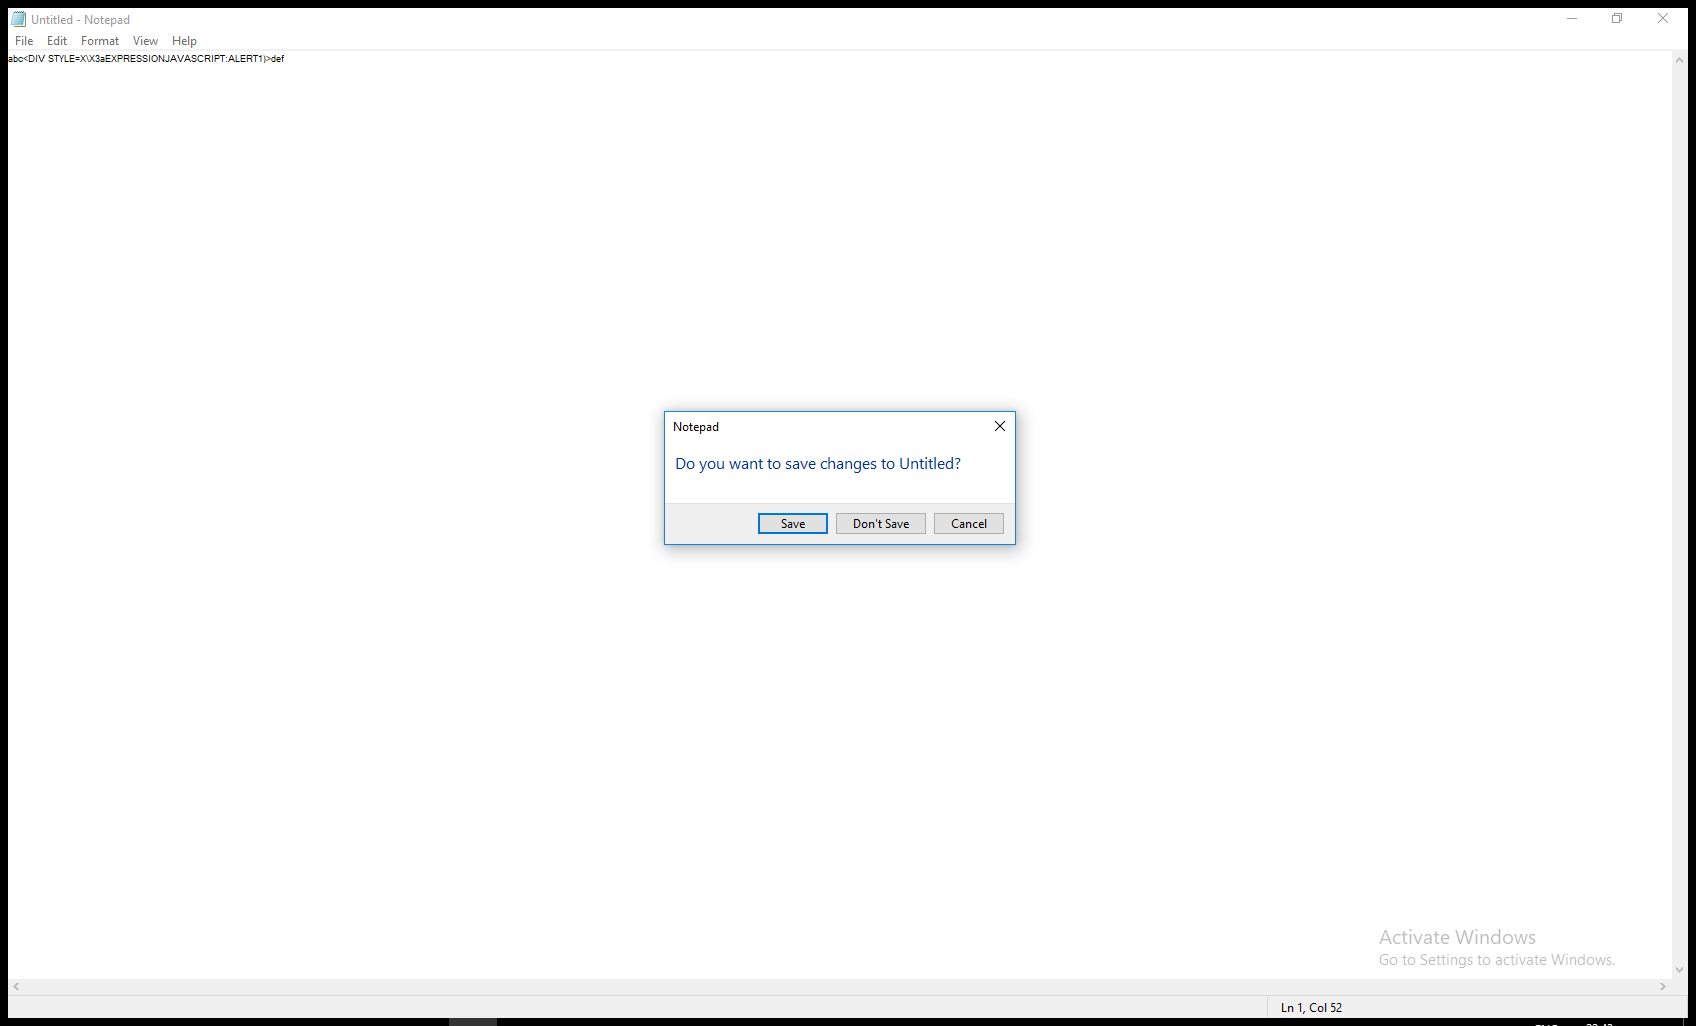 Untitled - Notepad
File Edit Format View Help
abc<DIV STYLE=X\X3aEXPRESSIONJAVASCRIPT:ALERT1)>def
Notepad
Do you want to save changes to Untitled?
Save Don't Save Cancel
Activate Windows
Go to Settings to activate Windows.
Ln 1, Col 52